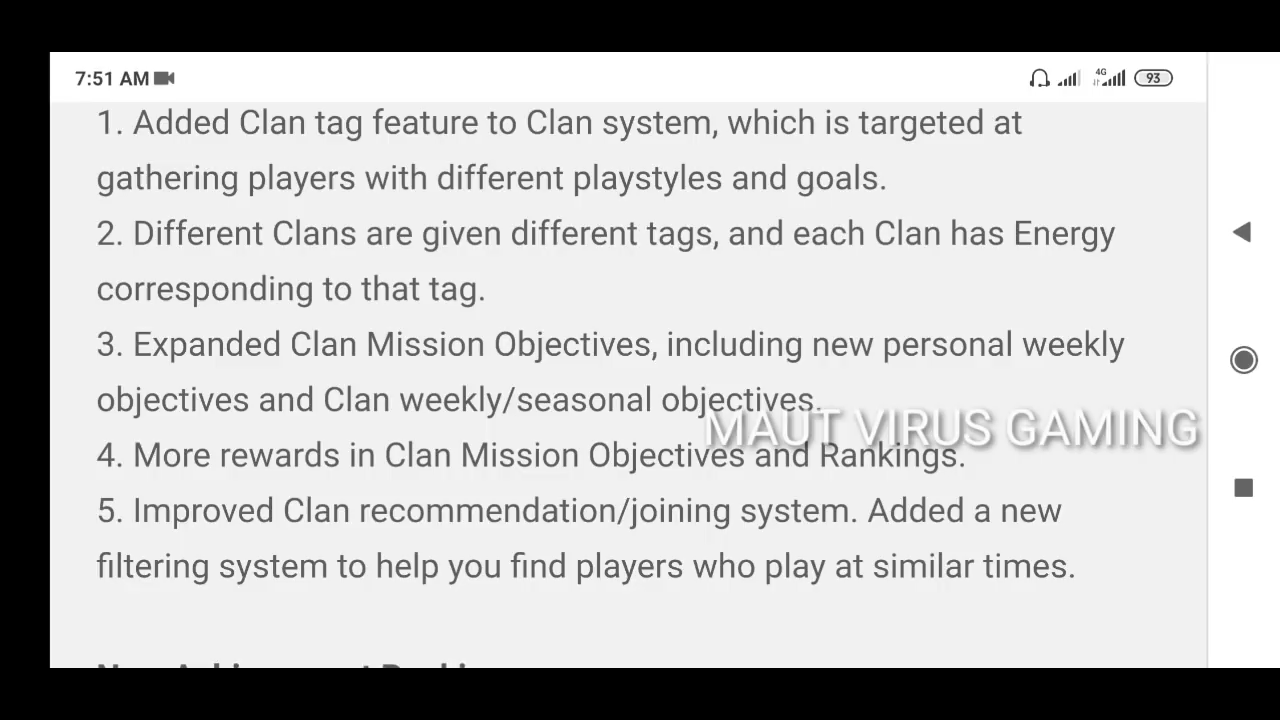 7:51 AM
4G
93
1. Added Clan tag feature to Clan system, which is targeted at
gathering players with different playstyles and goals.
2. Different Clans are given different tags, and each Clan has Energy
corresponding to that tag.
3. Expanded Clan Mission Objectives, including new personal weekly
objectives and Clan weekly/seasonal objectives.
MAUT VIRUS GAMING
4. More rewards in Clan Mission Objectives and Rankings.
5. Improved Clan recommendation/joining system. Added a new
filtering system to help you find players who play at similar times.